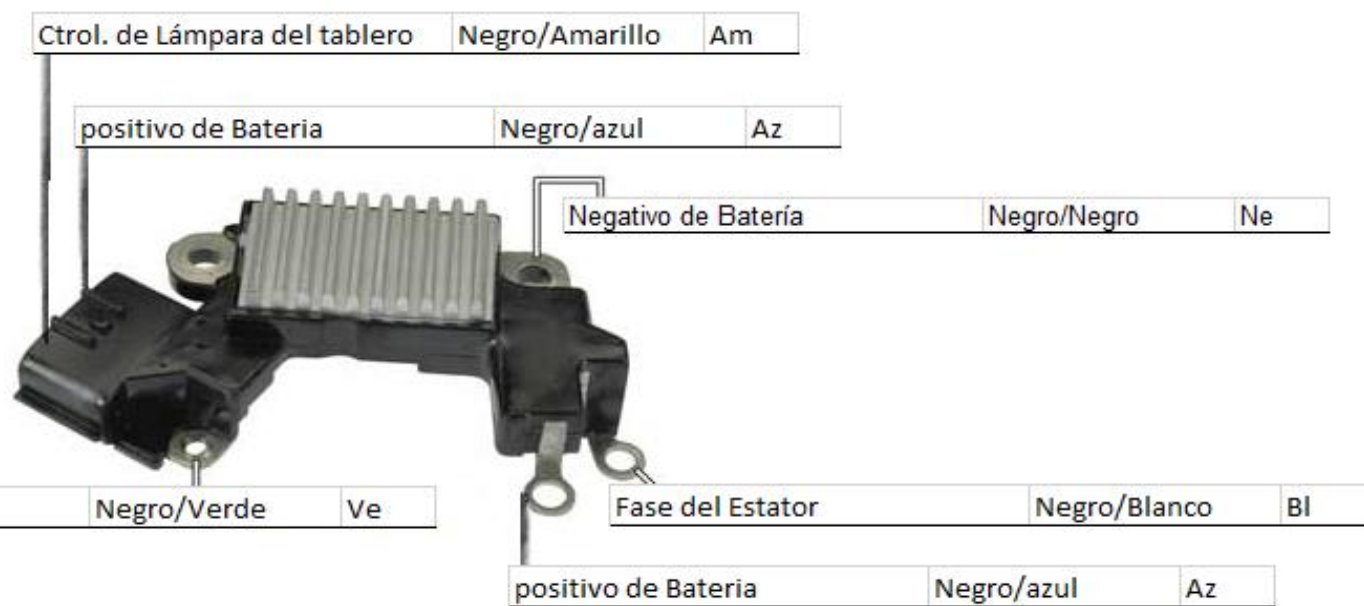 Ctrol. de Lámpara del tablero Negro/Amarillo Am
positivo de Bateria Negro/azul Az
Negativo de Batería Negro/Negro Ne
Negro/Verde Ve
Fase del Estator Negro/Blanco Bl
positivo de Bateria Negro/azul Az